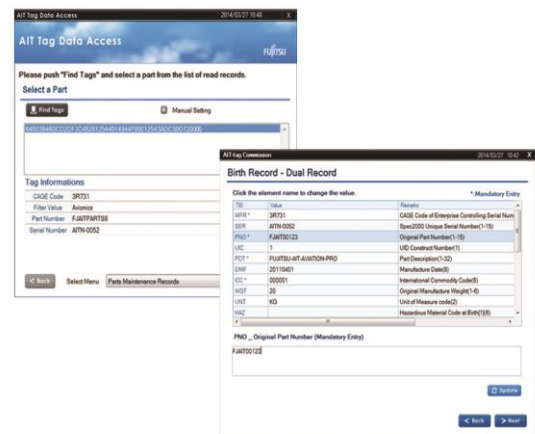 AIT Tag Data Access 2014/03/27 10:40 X
AIT Tag Data Access
FUJITSU
Please push "Find Tags" and select a part from the list of read records.
Select a Part
Find Tags Manual Setting
Tag Informations
CAGE Code 3R731
Filter Value Avionics
Part Number FJAITPARTS8
Serial Number AITN-0052
< Back Select Menu Parts Maintenance Records
AIT-tag Commission 2014/03/27 10:42 X
Birth Record - Dual Record
Click the element name to change the value. *:Mandatory Entry
TEI Value Remarks
MFR * 3R731 CAGE Code of Enterprise Controlling Serial Num
SER AITN-0052 Spec2000 Unique Serial Number(1-15)
PNO * FJAIT00123 Original Part Number(1-15)
UIC 1 UID Construct Number(1)
PDT * FUJITSU-AIT-AVIATION-PRO Part Description(1-32)
DMF 20110401 Manufacture Date(8)
ICC * 000001 International Commodity Code(6)
WGT 20 Original Manufacture Weight(1-6)
UNT KG Unit of Measure code(2)
HAZ Hazardous Material Code at Birth[1](6)
PNO _ Original Part Number (Mandatory Entry)
FJAIT00123
Update
< Back > Next